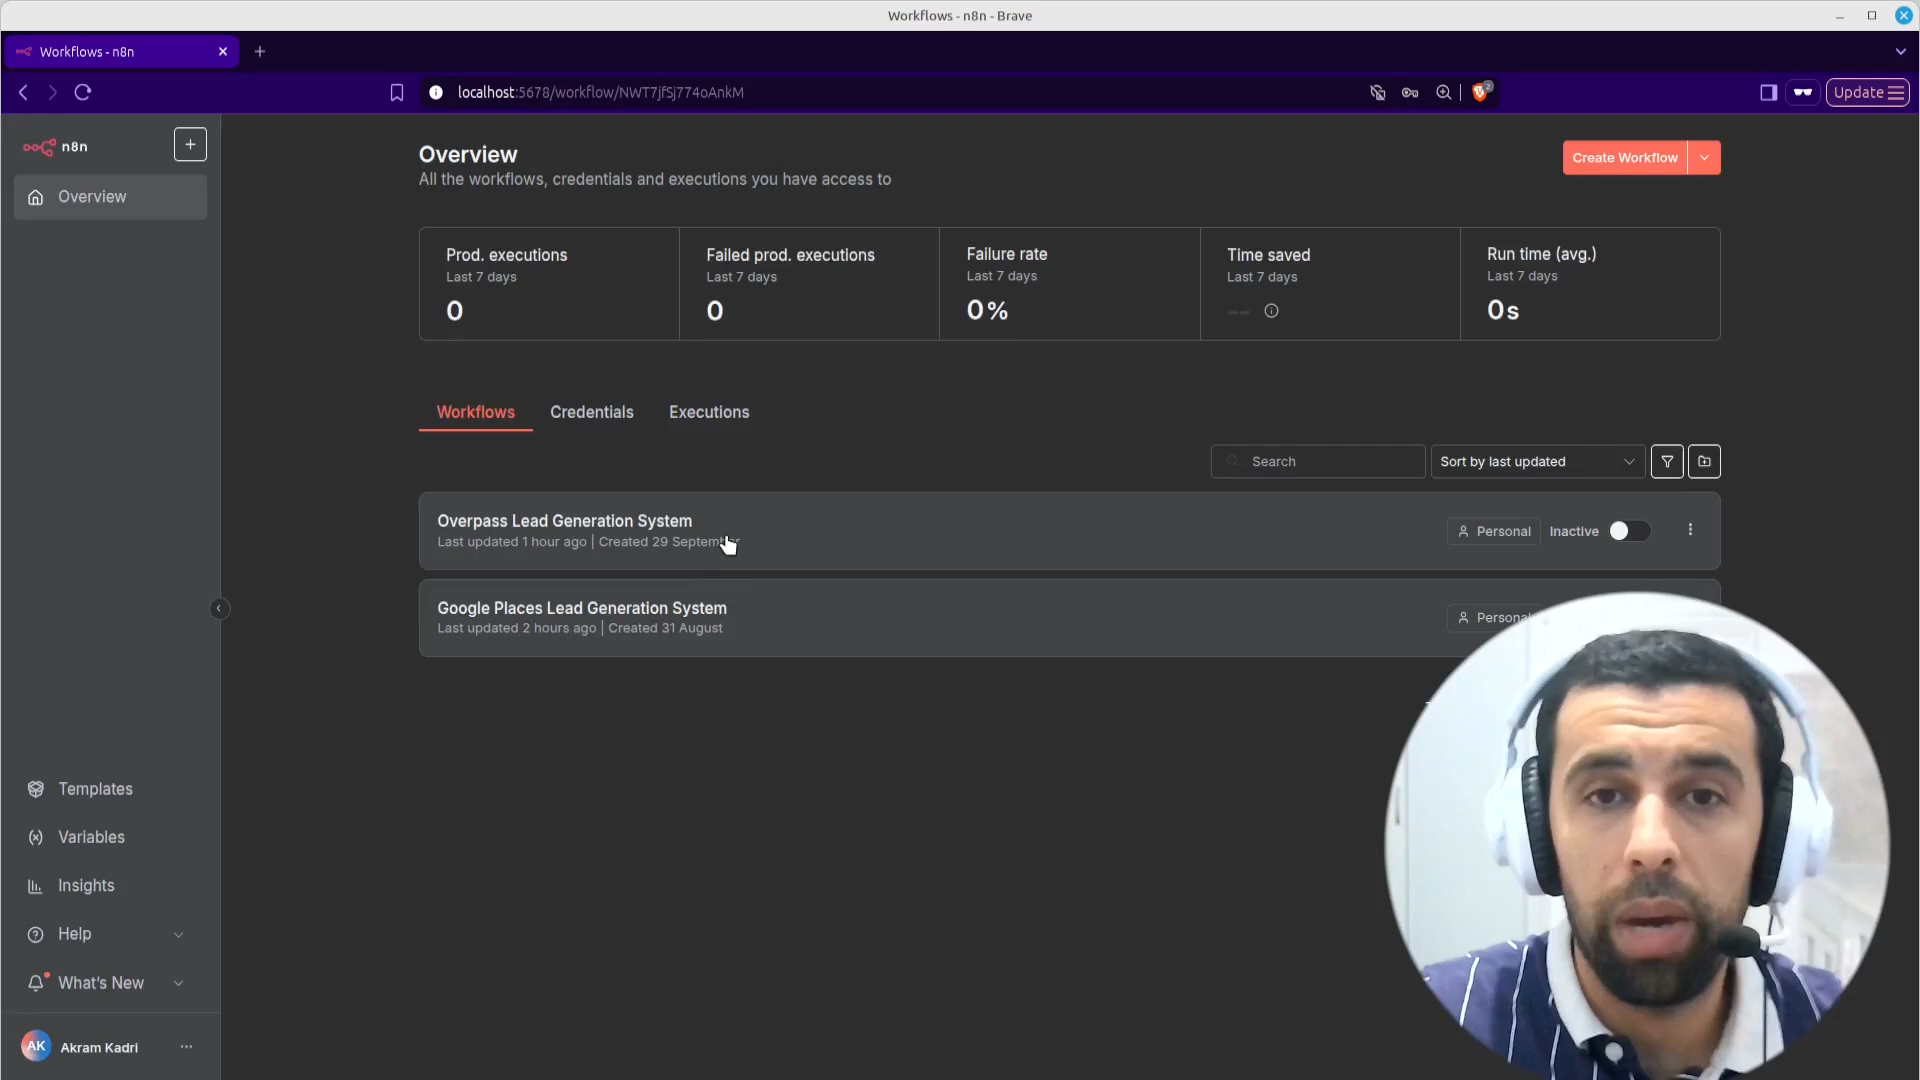 Workflows - n8n - Brave
Workflows - n8n
localhost:5678/workflow/NWT7jfSj774oAnkM
2
Update
n8n
Overview
Overview
All the workflows, credentials and executions you have access to
Create Workflow
Prod. executions
Last 7 days
0
Failed prod. executions
Last 7 days
0
Failure rate
Last 7 days
0%
Time saved
Last 7 days
--
Run time (avg.)
Last 7 days
0s
Workflows
Credentials
Executions
Search
Sort by last updated
Overpass Lead Generation System
Last updated 1 hour ago | Created 29 September
Personal
Inactive
Google Places Lead Generation System
Last updated 2 hours ago | Created 31 August
Personal
Templates
Variables
Insights
Help
What's New
AK
Akram Kadri